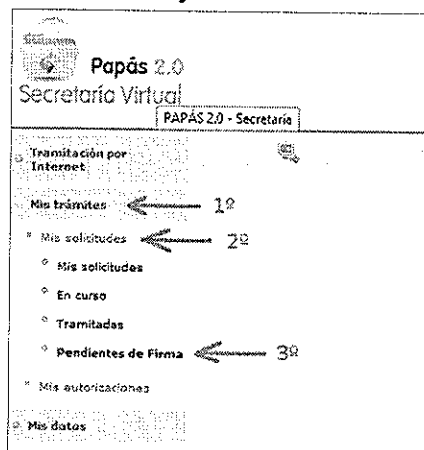 Papás 2.0
Secretaría Virtual
PAPÁS 2.0 - Secretaría
Tramitación por
Internet
Mis trámites 1º
Mis solicitudes 2º
Mis solicitudes
En curso
Tramitadas
Pendientes de Firma 3º
Mis autorizaciones
Mis datos